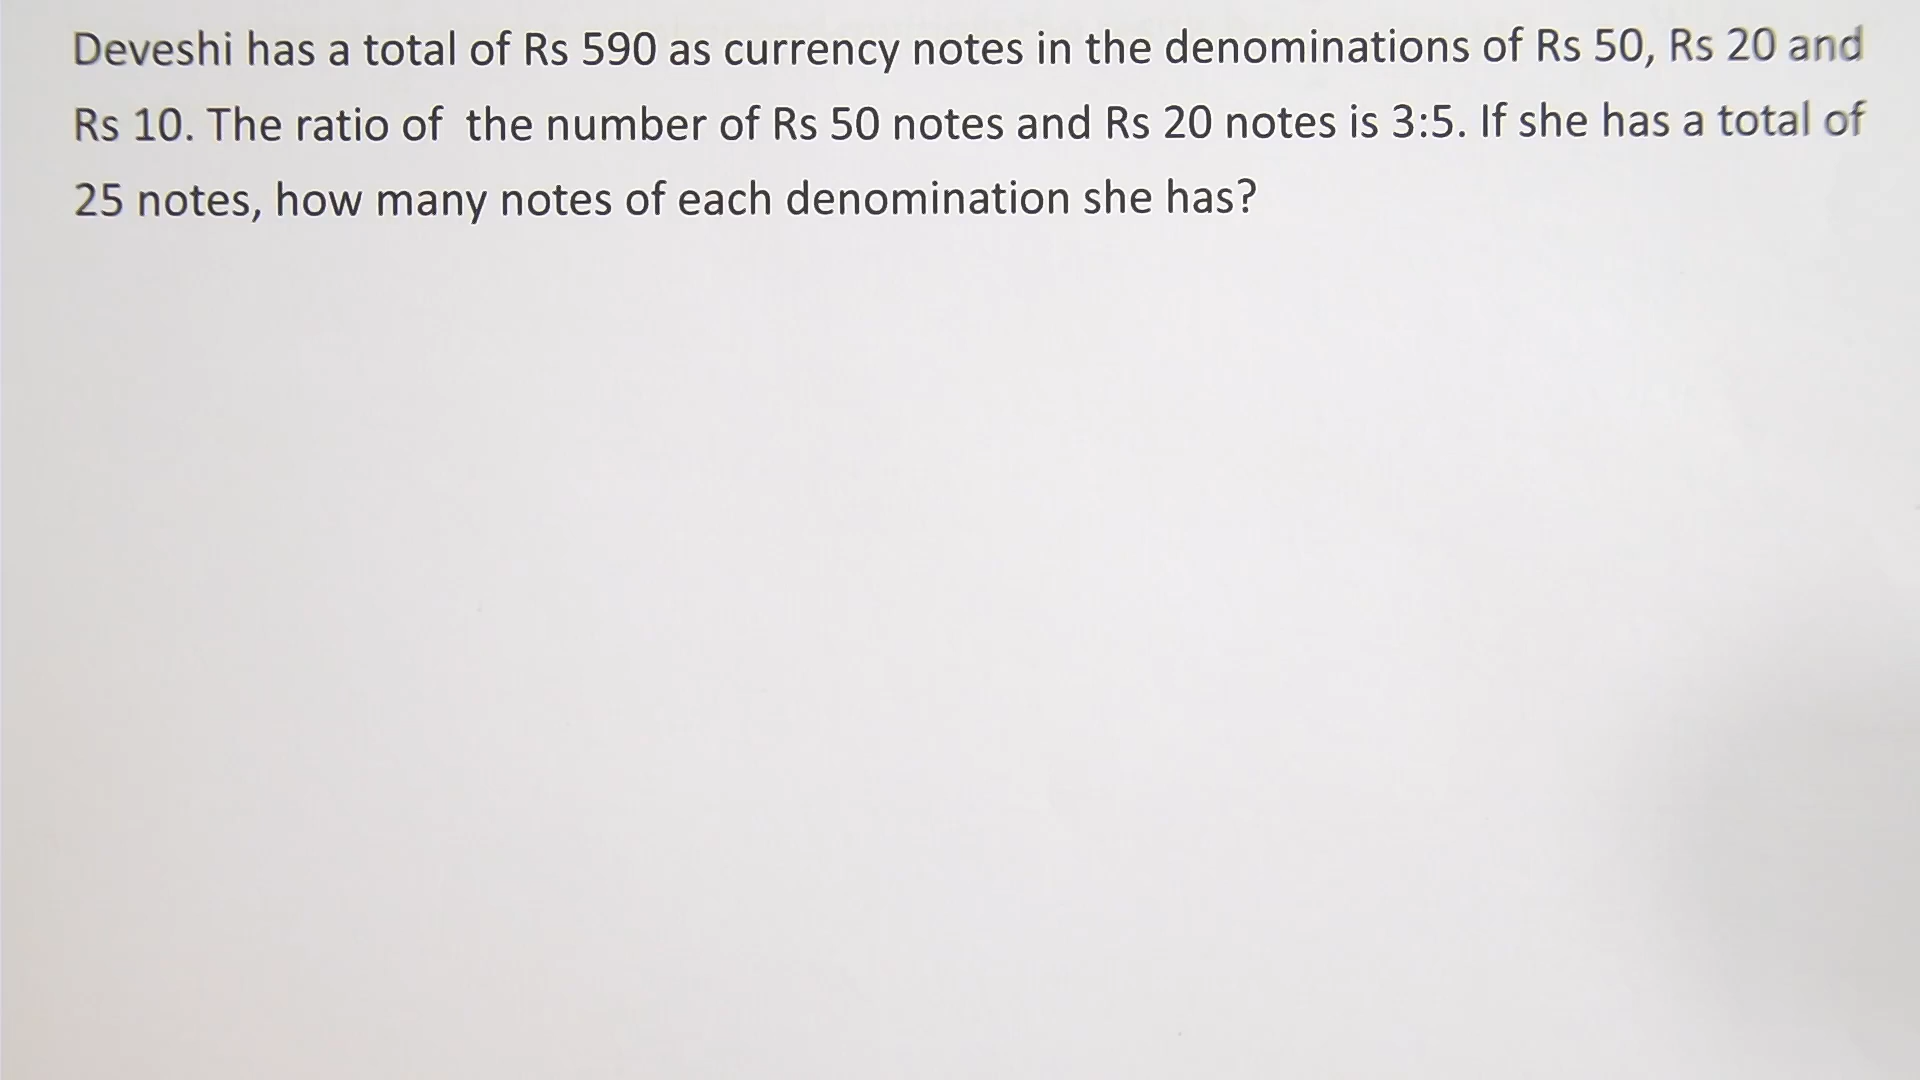 Deveshi has a total of Rs 590 as currency notes in the denominations of Rs 50, Rs 20 and
Rs 10. The ratio of  the number of Rs 50 notes and Rs 20 notes is 3:5. If she has a total of
25 notes, how many notes of each denomination she has?